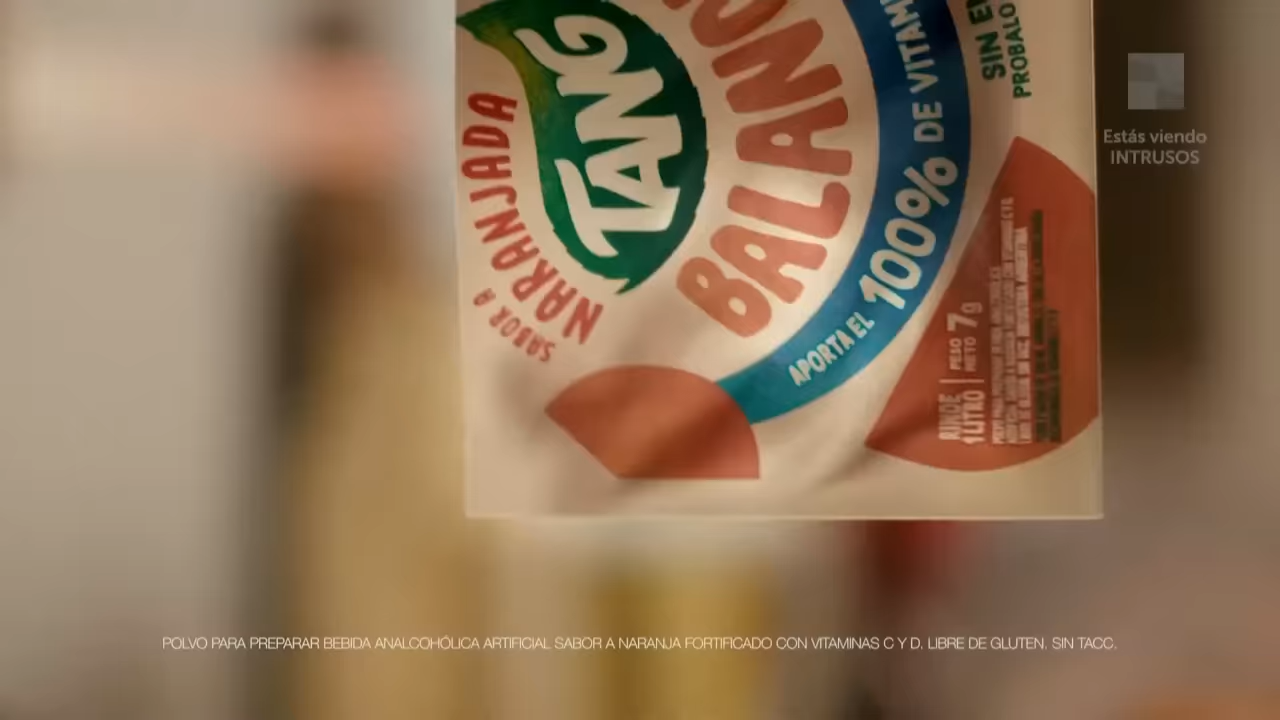 TANG
SABOR A
NARANJADA
BALANC
APORTA EL 100% DE VITAM
SIN E
PROBALO
RINDE
1 LITRO
PESO
NETO 7g
Estás viendo
INTRUSOS
POLVO PARA PREPARAR BEBIDA ANALCOHÓLICA ARTIFICIAL SABOR A NARANJA FORTIFICADO CON VITAMINAS C Y D. LIBRE DE GLUTEN. SIN TACC.